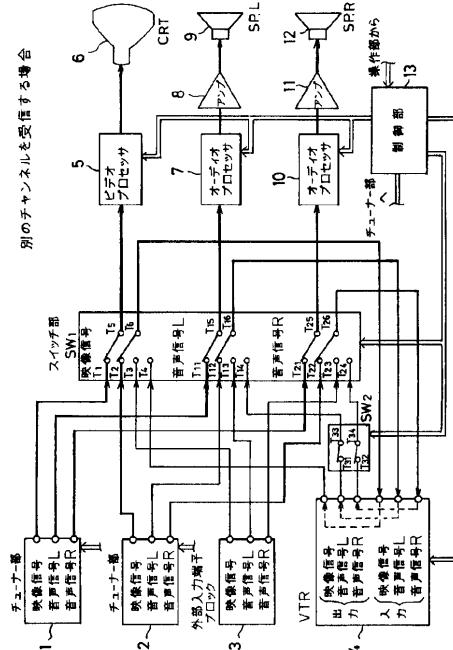 別のチャンネルを受信する場合
スイッチ部
SW1
映像信号
T1
T2
T3
T4
T5
T6
音声信号L
T11
T12
T13
T14
T15
T16
音声信号R
T21
T22
T23
T24
T25
T26
チューナー部
映像信号
音声信号L
音声信号R
1
チューナー部
映像信号
音声信号L
音声信号R
2
外部入力端子
ブロック
映像信号
音声信号L
音声信号R
3
VTR
出力
映像信号
音声信号L
音声信号R
入力
映像信号
音声信号L
音声信号R
4
SW2
T31
T32
T33
T34
5
ビデオ
プロセッサ
6
CRT
7
オーディオ
プロセッサ
8
アンプ
9
SP.L
10
オーディオ
プロセッサ
11
アンプ
12
SP.R
チューナー部へ
制御部
13
操作部から